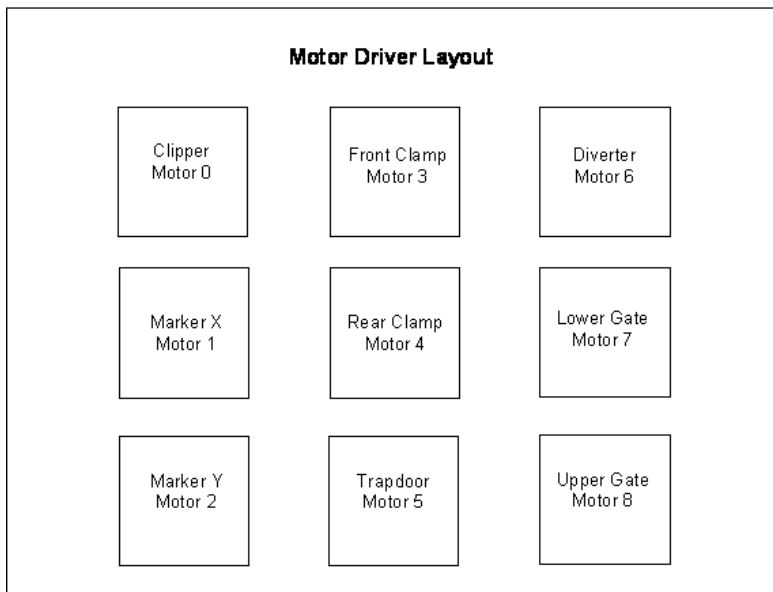 Motor Driver Layout
Clipper
Motor 0
Front Clamp
Motor 3
Diverter
Motor 6
Marker X
Motor 1
Rear Clamp
Motor 4
Lower Gate
Motor 7
Marker Y
Motor 2
Trapdoor
Motor 5
Upper Gate
Motor 8